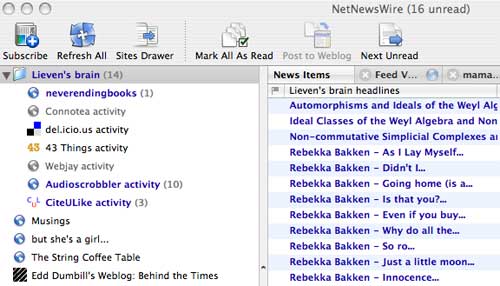 NetNewsWire (16 unread)
Subscribe Refresh All Sites Drawer Mark All As Read Post to Weblog Next Unread
Lieven's brain (14)
neverendingbooks (1)
Connotea activity
del.icio.us activity
43 43 Things activity
Webjay activity
Audioscrobbler activity (10)
CUL CiteULike activity (3)
Musings
but she's a girl...
The String Coffee Table
Edd Dumbill's Weblog: Behind the Times
News Items Feed V... mama...
Lieven's brain headlines
Automorphisms and Ideals of the Weyl Alg
Ideal Classes of the Weyl Algebra and Non
Non-commutative Simplicial Complexes an
Rebekka Bakken - As I Lay Myself...
Rebekka Bakken - Didn't I...
Rebekka Bakken - Going home (is a...
Rebekka Bakken - Is that you?...
Rebekka Bakken - Even if you buy...
Rebekka Bakken - Why do all the...
Rebekka Bakken - So ro...
Rebekka Bakken - Just a little moon...
Rebekka Bakken - Innocence...